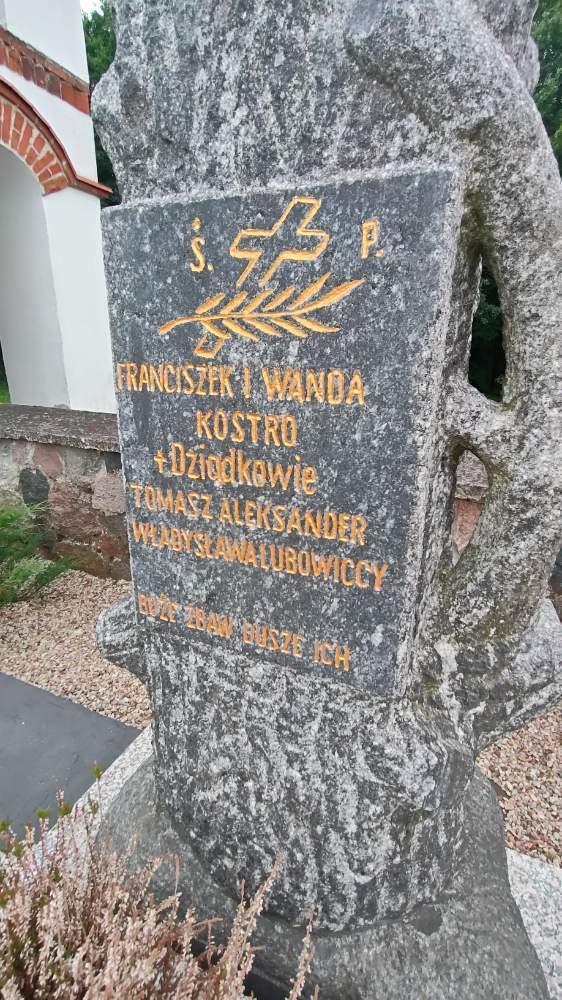 Ś. P.
FRANCISZEK I WANDA
KOSTRO
+ Dziadkowie
TOMASZ ALEKSANDER
WŁADYSŁAWA ŁUBOWICCY
BOŻE ZBAW DUSZE ICH